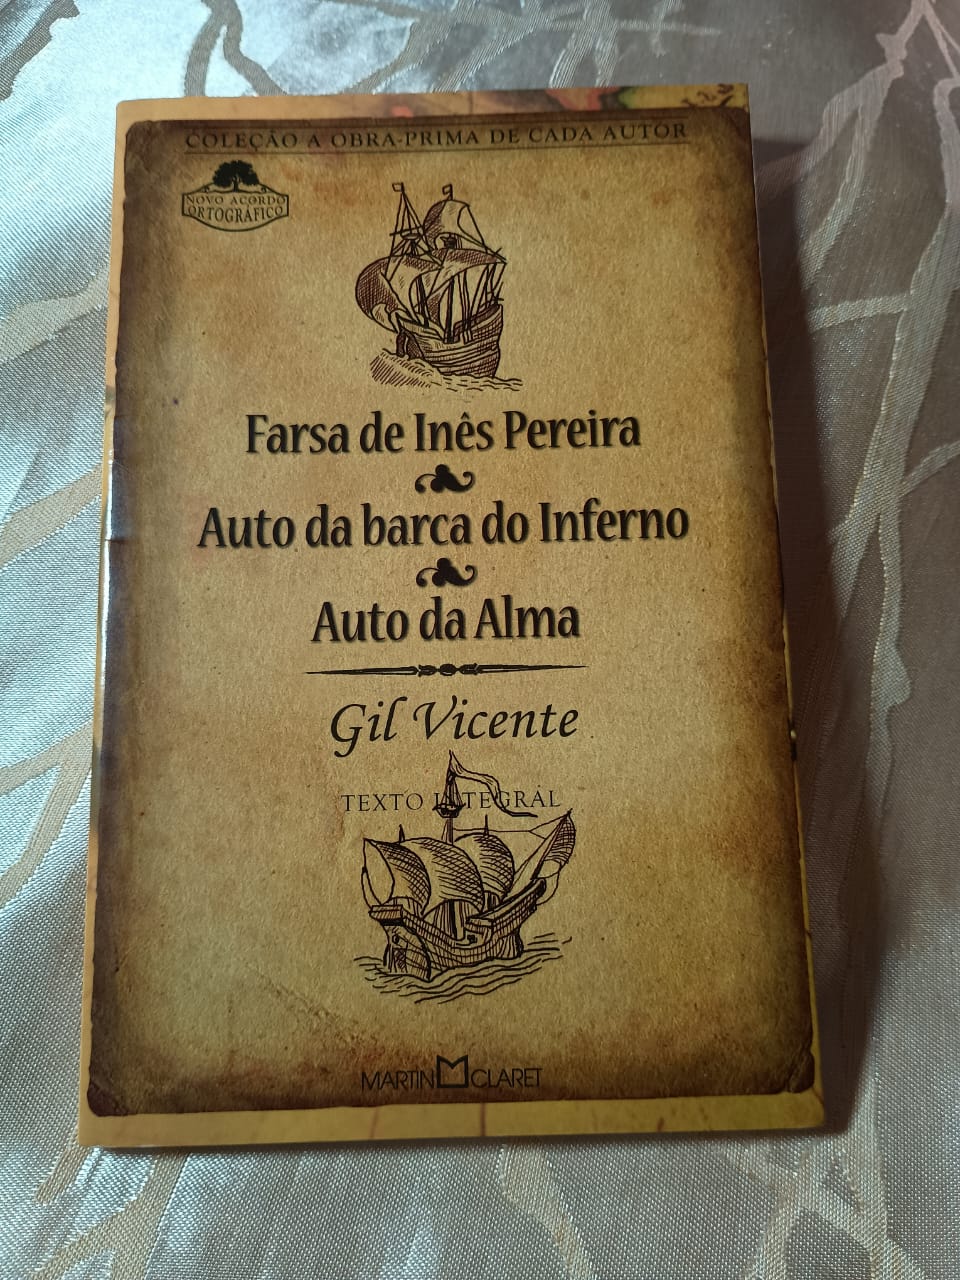 COLEÇÃO A OBRA-PRIMA DE CADA AUTOR
NOVO ACORDO
ORTOGRÁFICO
Farsa de Inês Pereira
Auto da barca do Inferno
Auto da Alma
Gil Vicente
TEXTO INTEGRAL
MARTIN CLARET